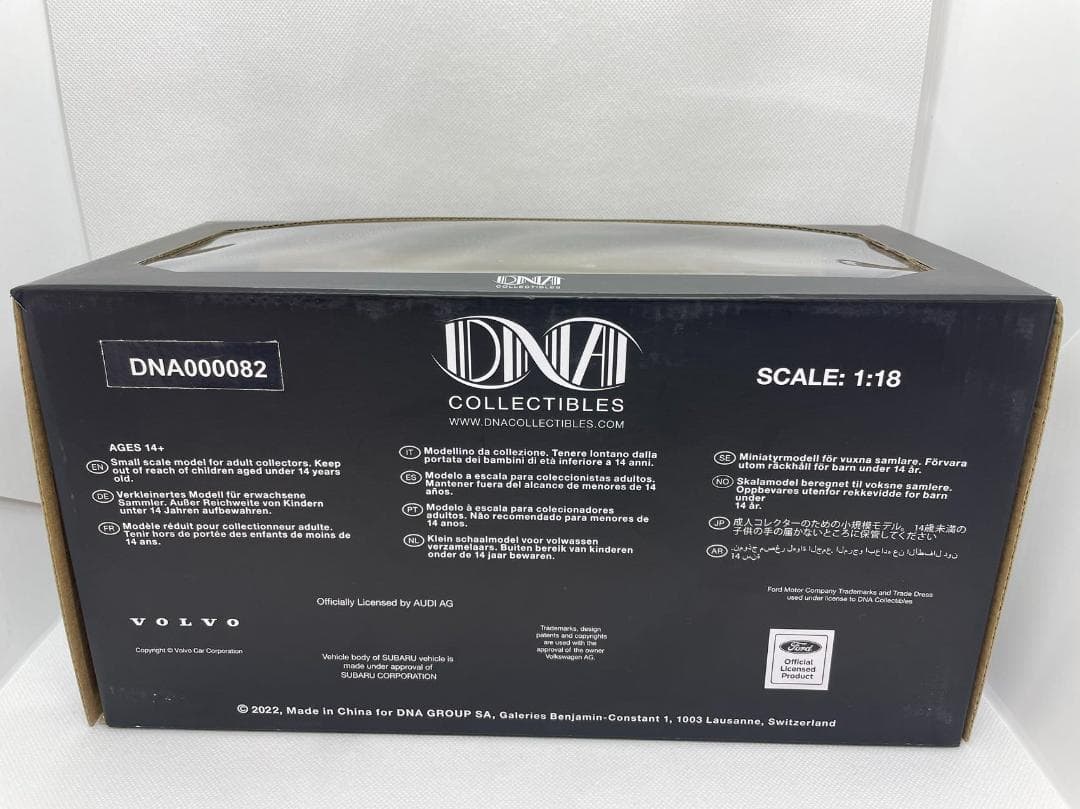 DNA
COLLECTIBLES
DNA000082
DNA
COLLECTIBLES
WWW.DNACOLLECTIBLES.COM
SCALE: 1:18
AGES 14+
EN Small scale model for adult collectors. Keep
out of reach of children aged under 14 years
old.
DE Verkleinertes Modell für erwachsene
Sammler. Außer Reichweite von Kindern
unter 14 Jahren aufbewahren.
FR Modèle réduit pour collectionneur adulte.
Tenir hors de portée des enfants de moins de
14 ans.
IT Modellino da collezione. Tenere lontano dalla
portata dei bambini di età inferiore a 14 anni.
ES Modelo a escala para coleccionistas adultos.
Mantener fuera del alcance de menores de 14
años.
PT Modelo à escala para colecionadores
adultos. Não recomendado para menores de
14 anos.
NL Klein schaalmodel voor volwassen
verzamelaars. Buiten bereik van kinderen
onder de 14 jaar bewaren.
SE Miniatyrmodell för vuxna samlare. Förvara
utom räckhåll för barn under 14 år.
NO Skalamodel beregnet til voksne samlere.
Oppbevares utenfor rekkevidde for barn
under
14 år.
JP 成人コレクターのための小規模モデル。 14歳未満の
子供の手の届かないところに保管してください
AR
Officially Licensed by AUDI AG
Ford Motor Company Trademarks and Trade Dress
used under license to DNA Collectibles
VOLVO
Copyright © Volvo Car Corporation
Vehicle body of SUBARU vehicle is
made under approval of
SUBARU CORPORATION
Trademarks, design
patents and copyrights
are used with the
approval of the owner
Volkswagen AG.
Ford
Official
Licensed
Product
© 2022, Made in China for DNA GROUP SA, Galeries Benjamin-Constant 1, 1003 Lausanne, Switzerland